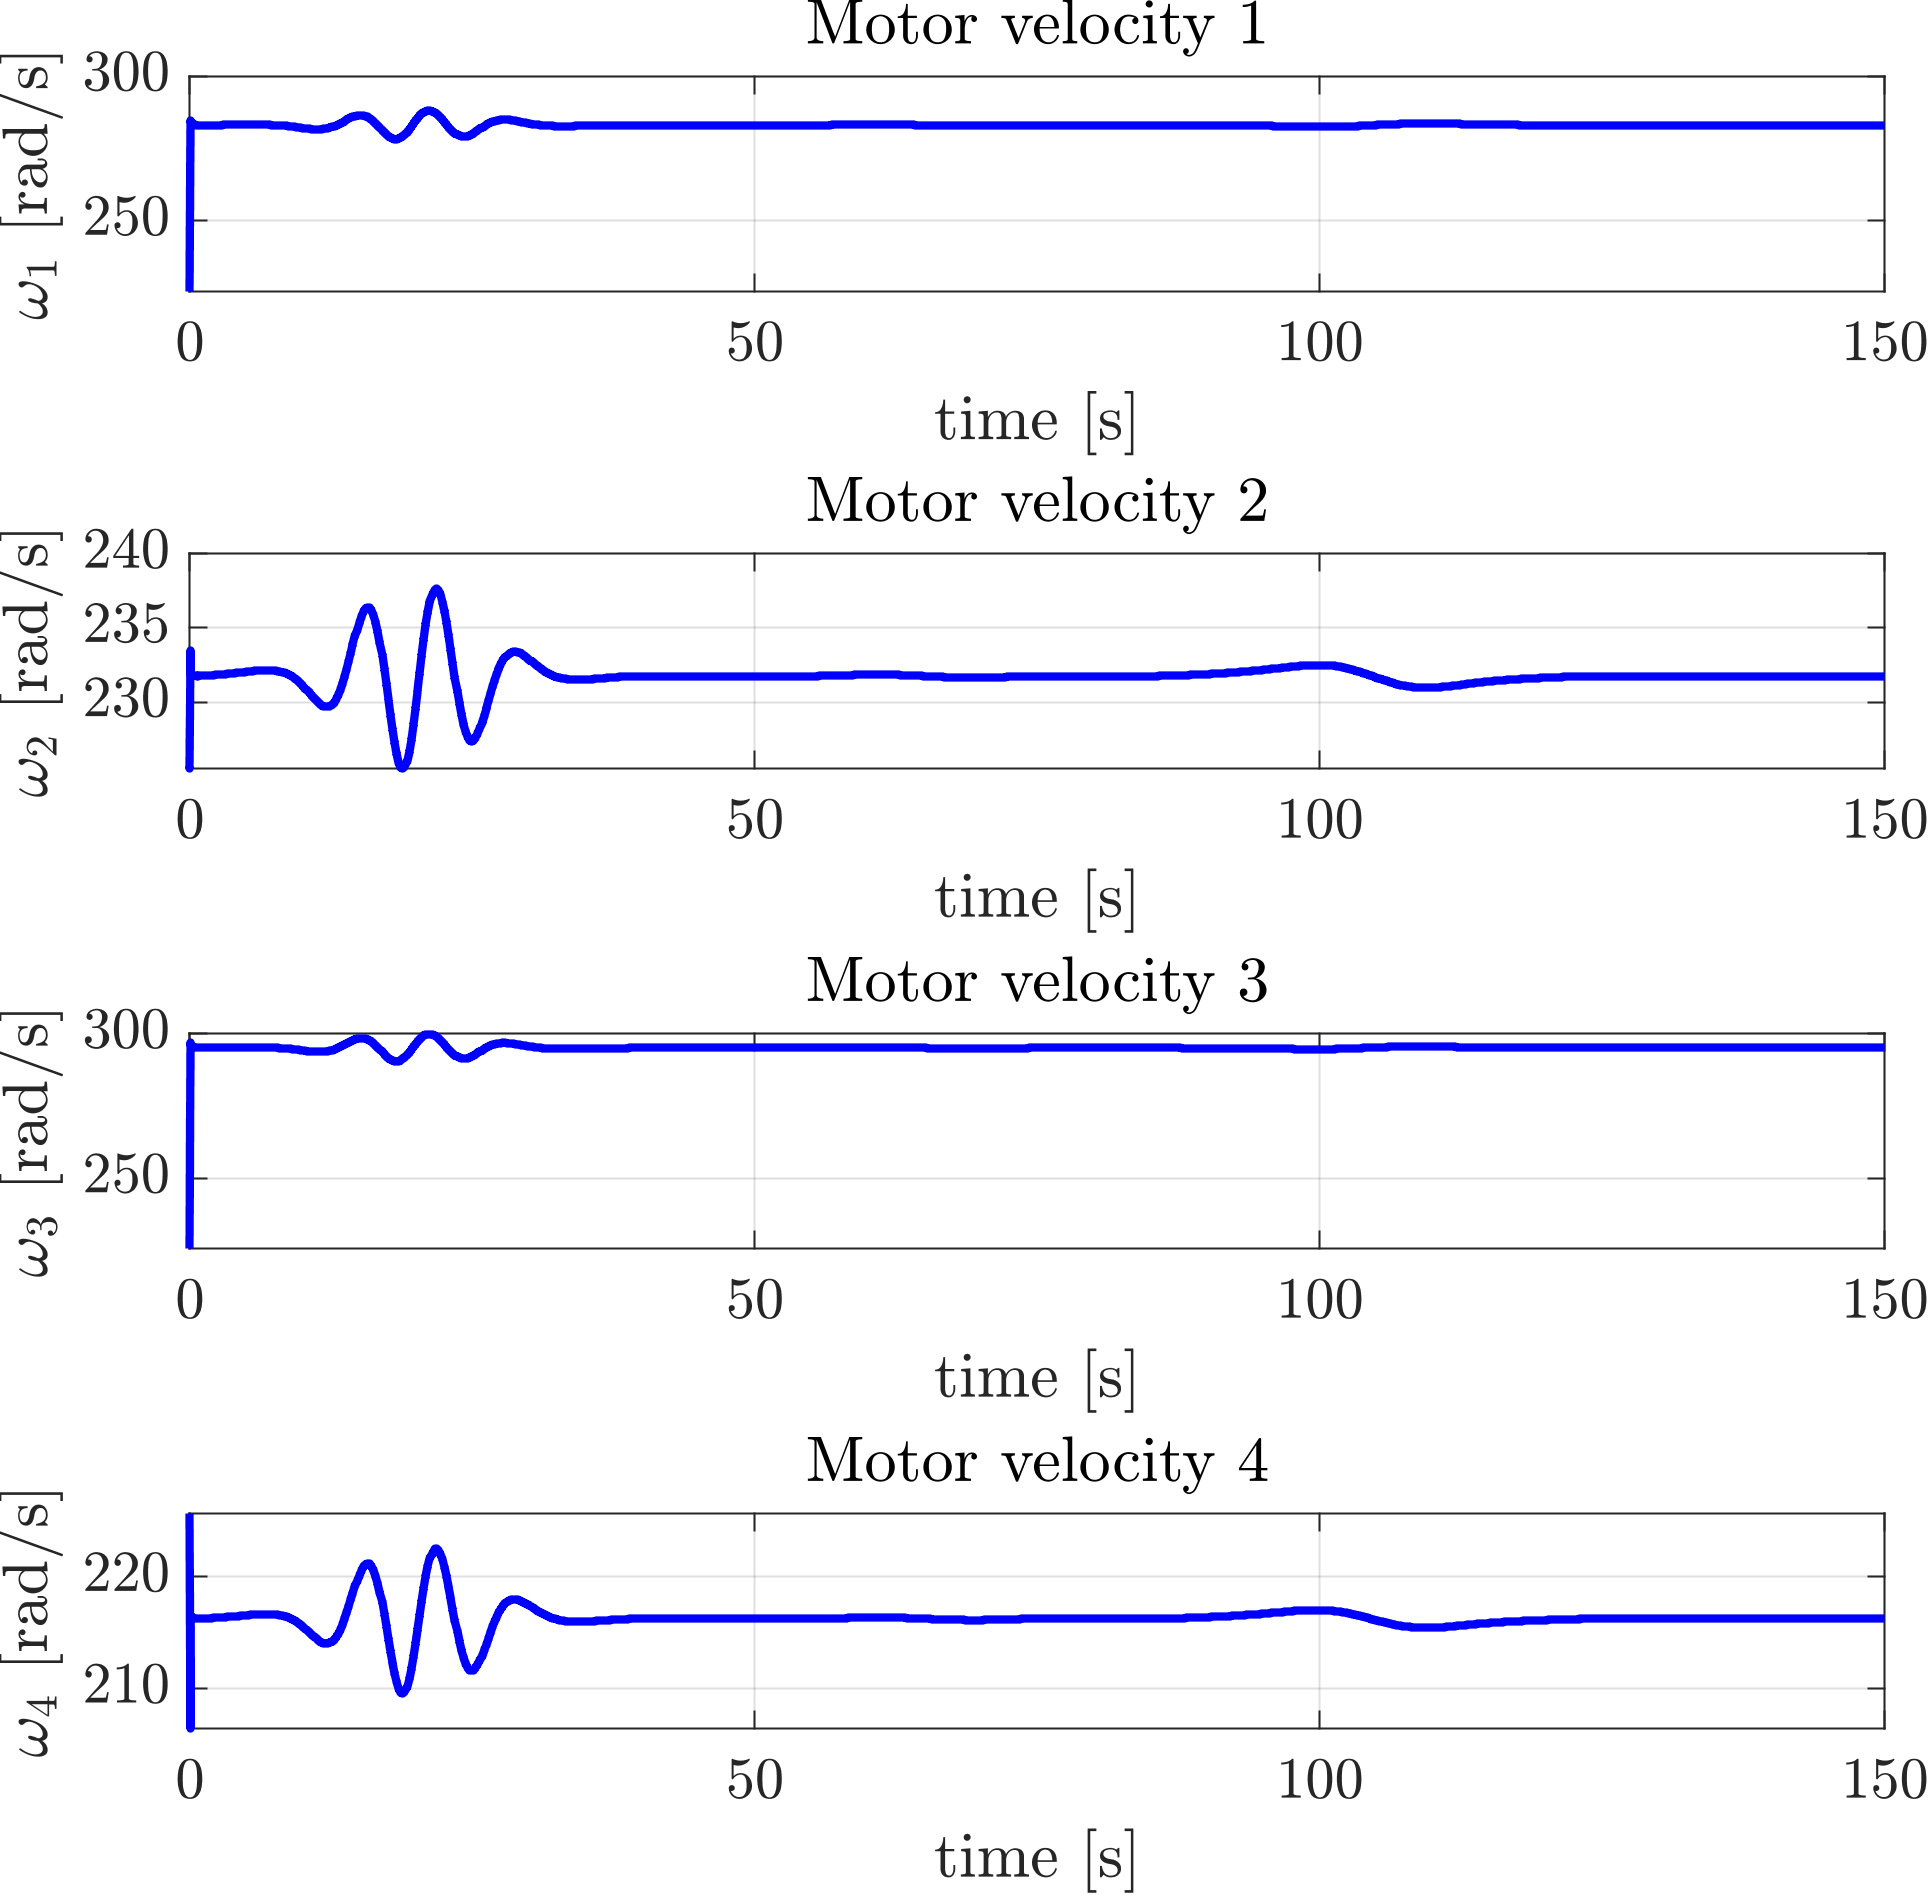 Motor velocity 1
300
250
ω1 [rad/s]
0 50 100 150
time [s]
Motor velocity 2
240
235
230
ω2 [rad/s]
0 50 100 150
time [s]
Motor velocity 3
300
250
ω3 [rad/s]
0 50 100 150
time [s]
Motor velocity 4
220
210
ω4 [rad/s]
0 50 100 150
time [s]